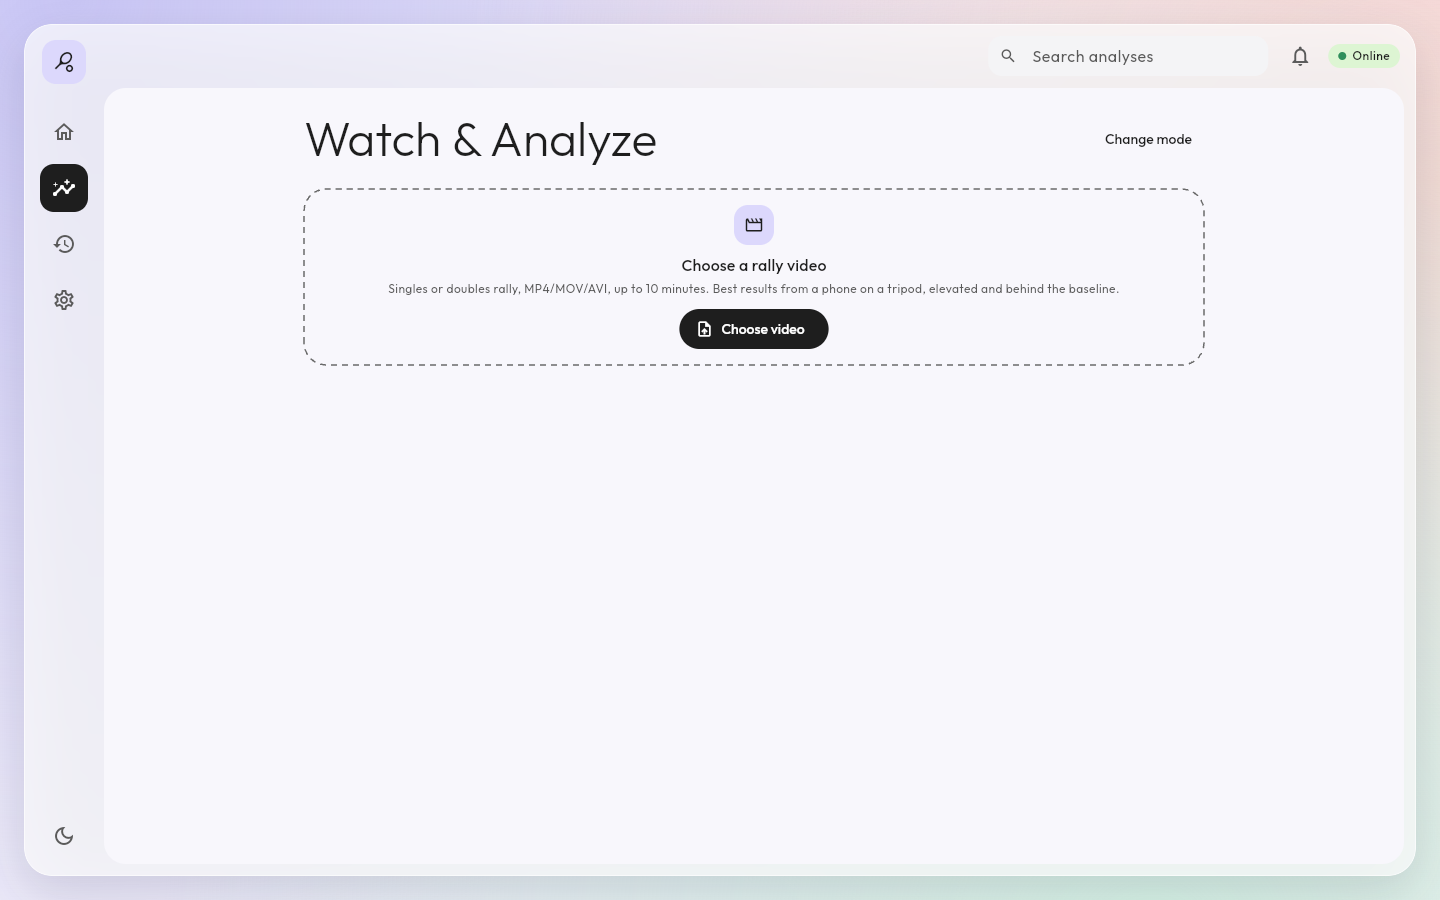 Search analyses
Online
Watch & Analyze
Change mode
Choose a rally video
Singles or doubles rally, MP4/MOV/AVI, up to 10 minutes. Best results from a phone on a tripod, elevated and behind the baseline.
Choose video